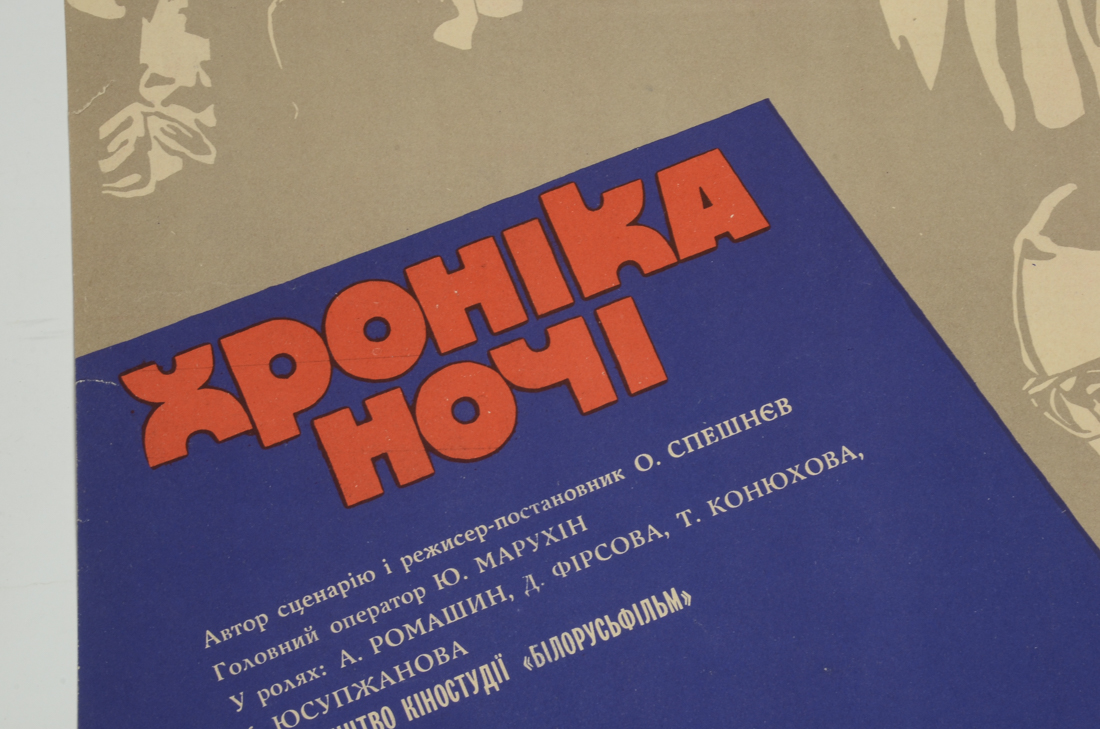 ХРОНІКА
НОЧІ
Автор сценарію і режисер-постановник О. СПЕШНЄВ
Головний оператор Ю. МАРУХІН
У ролях: А. РОМАШИН, Д. ФІРСОВА, Т. КОНЮХОВА,
ЮСУПЖАНОВА
КІНОСТУДІЇ «БІЛОРУСЬФІЛЬМ»